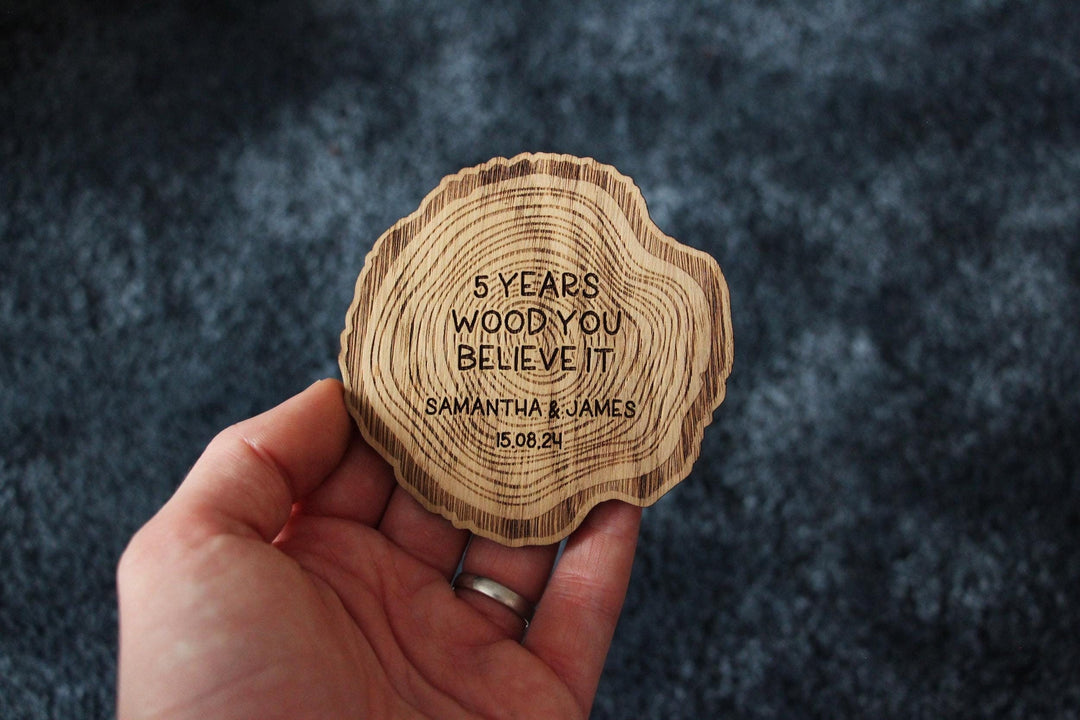 5 YEARS
WOOD YOU
BELIEVE IT
SAMANTHA & JAMES
15.08.24